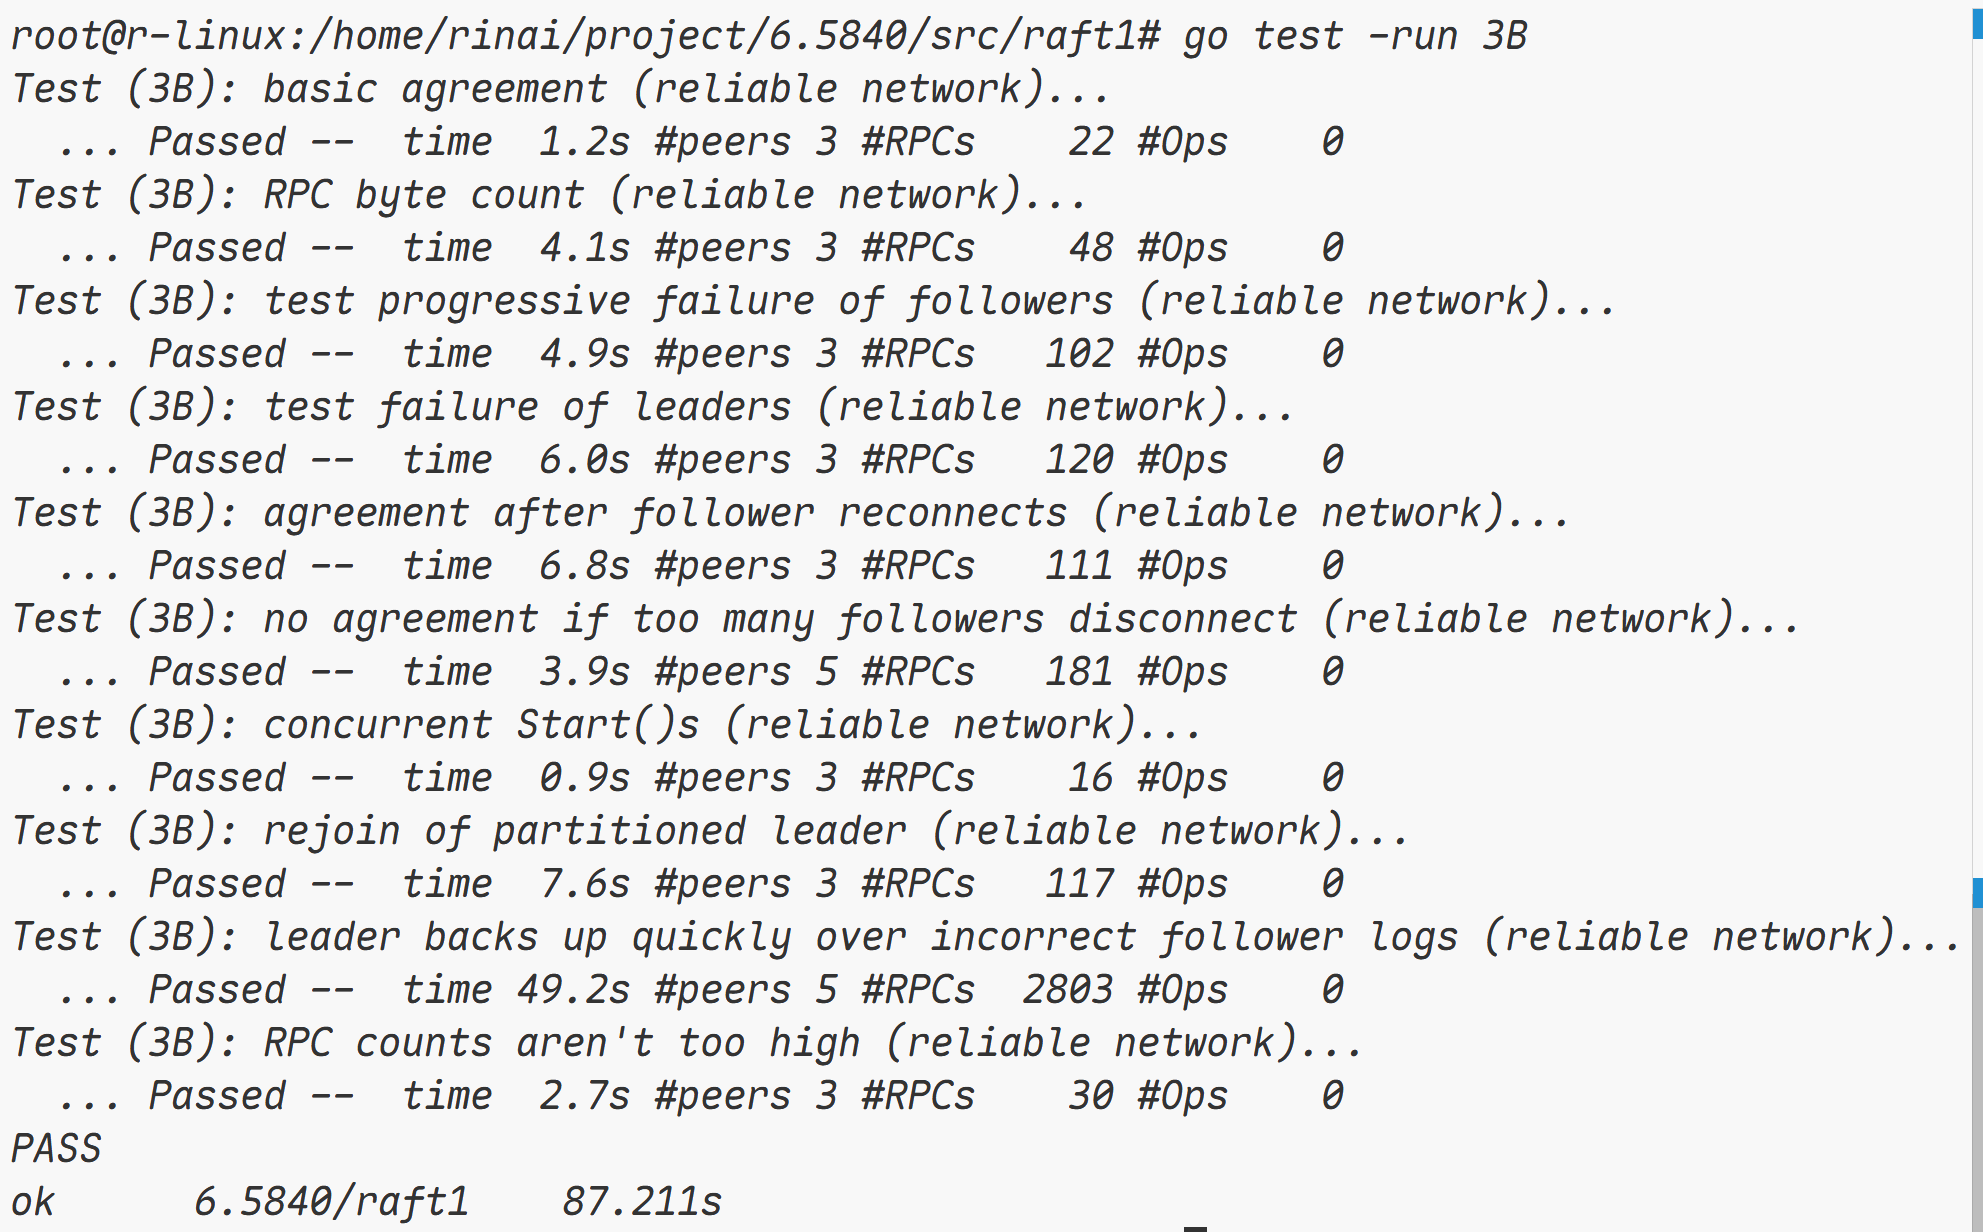 root@r-linux:/home/rinai/project/6.5840/src/raft1# go test -run 3B
Test (3B): basic agreement (reliable network)...
  ... Passed --  time  1.2s #peers 3 #RPCs    22 #Ops    0
Test (3B): RPC byte count (reliable network)...
  ... Passed --  time  4.1s #peers 3 #RPCs    48 #Ops    0
Test (3B): test progressive failure of followers (reliable network)...
  ... Passed --  time  4.9s #peers 3 #RPCs   102 #Ops    0
Test (3B): test failure of leaders (reliable network)...
  ... Passed --  time  6.0s #peers 3 #RPCs   120 #Ops    0
Test (3B): agreement after follower reconnects (reliable network)...
  ... Passed --  time  6.8s #peers 3 #RPCs   111 #Ops    0
Test (3B): no agreement if too many followers disconnect (reliable network)...
  ... Passed --  time  3.9s #peers 5 #RPCs   181 #Ops    0
Test (3B): concurrent Start()s (reliable network)...
  ... Passed --  time  0.9s #peers 3 #RPCs    16 #Ops    0
Test (3B): rejoin of partitioned leader (reliable network)...
  ... Passed --  time  7.6s #peers 3 #RPCs   117 #Ops    0
Test (3B): leader backs up quickly over incorrect follower logs (reliable network)...
  ... Passed --  time 49.2s #peers 5 #RPCs  2803 #Ops    0
Test (3B): RPC counts aren't too high (reliable network)...
  ... Passed --  time  2.7s #peers 3 #RPCs    30 #Ops    0
PASS
ok      6.5840/raft1    87.211s